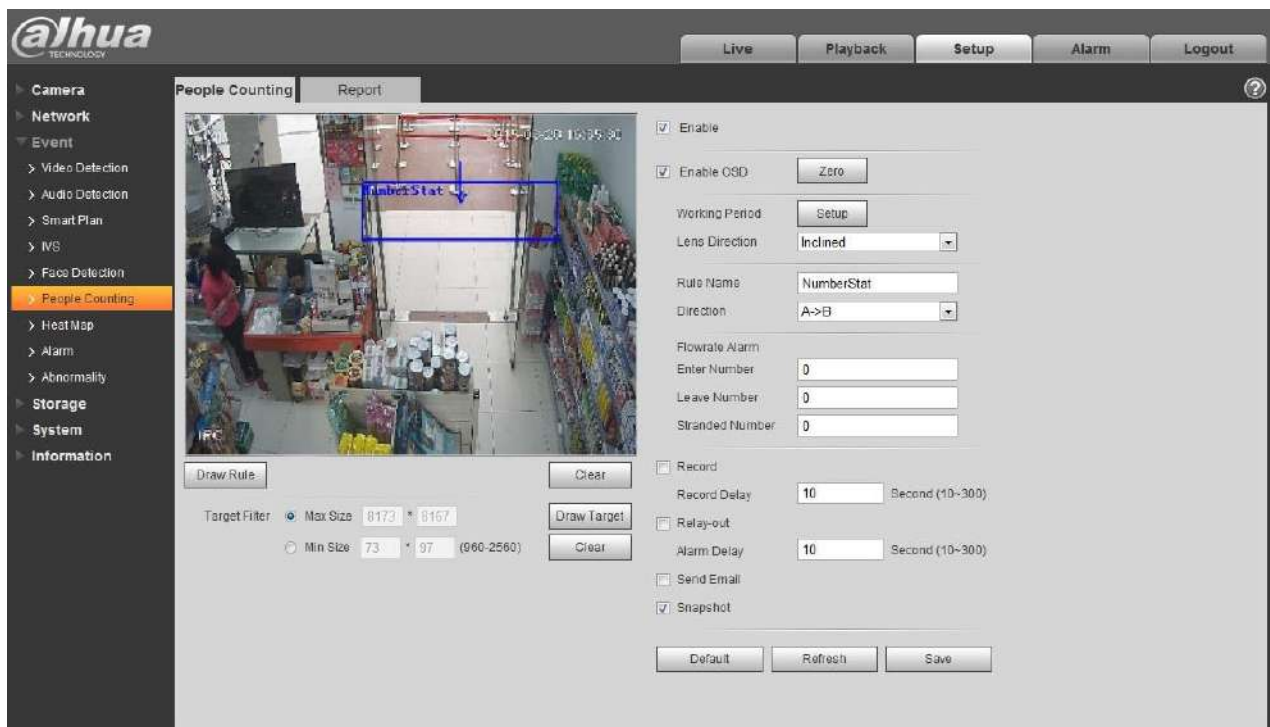 alhua
TECHNOLOGY
Live
Playback
Setup
Alarm
Logout
Camera
Network
Event
Video Detection
Audio Detection
Smart Plan
IVS
Face Detection
People Counting
Heat Map
Alarm
Abnormality
Storage
System
Information
People Counting
Report
NumberStat
IPC
Draw Rule
Clear
Target Filter
Max Size 8173 * 8167
Draw Target
Min Size 73 * 97 (960-2560)
Clear
Enable
Enable OSD
Zero
Working Period
Setup
Lens Direction
Inclined
Rule Name
NumberStat
Direction
A->B
Flowrate Alarm
Enter Number 0
Leave Number 0
Stranded Number 0
Record
Record Delay 10 Second (10~300)
Relay-out
Alarm Delay 10 Second (10~300)
Send Email
Snapshot
Default
Refresh
Save